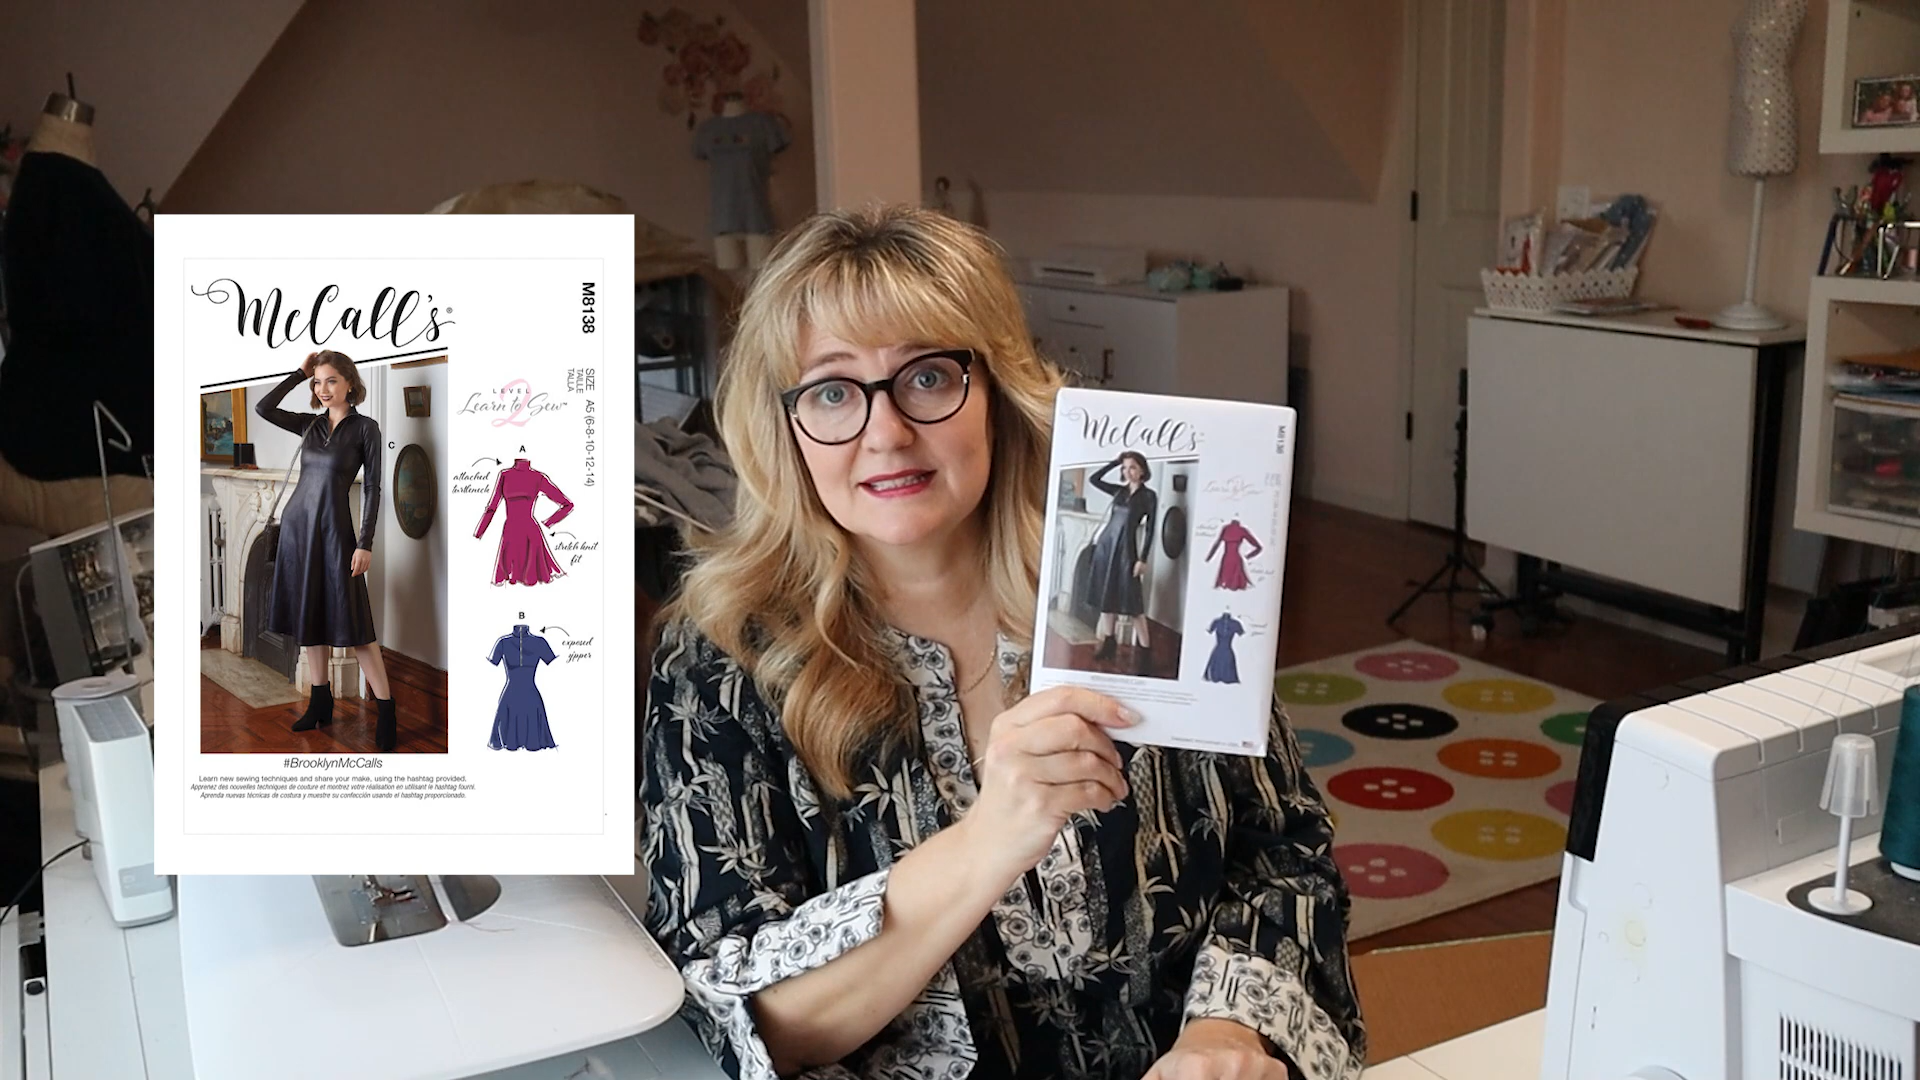 McCall's®
M8138
SIZE A5 (6-8-10-12-14)
TAILLE
TALLA
LEVEL
2
Learn to Sew™
A
attached
turtleneck
stretch knit
fit
C
B
exposed
zipper
#BrooklynMcCalls
Learn new sewing techniques and share your make, using the hashtag provided.
Apprenez des nouvelles techniques de couture et montrez votre réalisation en utilisant le hashtag fourni.
Aprenda nuevas técnicas de costura y muestre su confección usando el hashtag proporcionado.
McCall's
M8138
Learn to Sew